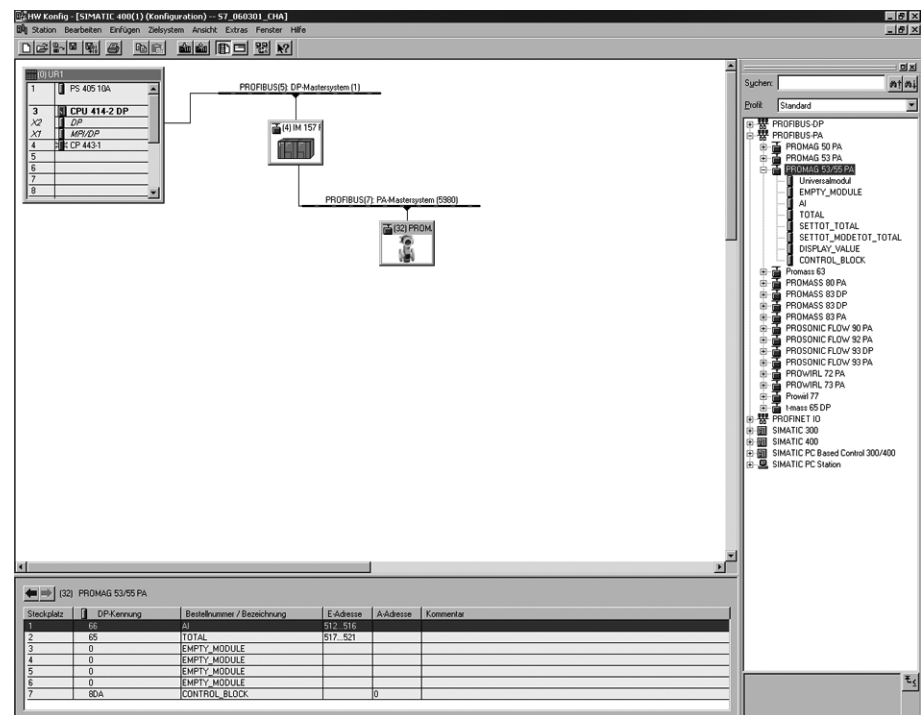 HW Konfig - [SIMATIC 400(1) (Konfiguration) -- S7_060301_CHA]
Station Bearbeiten Einfügen Zielsystem Ansicht Extras Fenster Hilfe
(0) UR1
1 PS 405 10A
3 CPU 414-2 DP
X2 DP
X1 MPI/DP
4 CP 443-1
5
6
7
8
PROFIBUS(5): DP-Mastersystem (1)
(4) IM 157 F
PROFIBUS(7): PA-Mastersystem (5980)
(32) PROM
Suchen:
Profil: Standard
PROFIBUS-DP
PROFIBUS-PA
PROMAG 50 PA
PROMAG 53 PA
PROMAG 53/55 PA
Universalmodul
EMPTY_MODULE
AI
TOTAL
SETTOT_TOTAL
SETTOT_MODETOT_TOTAL
DISPLAY_VALUE
CONTROL_BLOCK
Promass 63
PROMASS 80 PA
PROMASS 83 DP
PROMASS 83 DP
PROMASS 83 PA
PROSONIC FLOW 90 PA
PROSONIC FLOW 92 PA
PROSONIC FLOW 93 DP
PROSONIC FLOW 93 PA
PROWIRL 72 PA
PROWIRL 73 PA
Prowirl 77
t-mass 65 DP
PROFINET IO
SIMATIC 300
SIMATIC 400
SIMATIC PC Based Control 300/400
SIMATIC PC Station
(32) PROMAG 53/55 PA
Steckplatz DP-Kennung Bestellnummer / Bezeichnung E-Adresse A-Adresse Kommentar
1 66 AI 512...516
2 65 TOTAL 517...521
3 0 EMPTY_MODULE
4 0 EMPTY_MODULE
5 0 EMPTY_MODULE
6 0 EMPTY_MODULE
7 8DA CONTROL_BLOCK 0